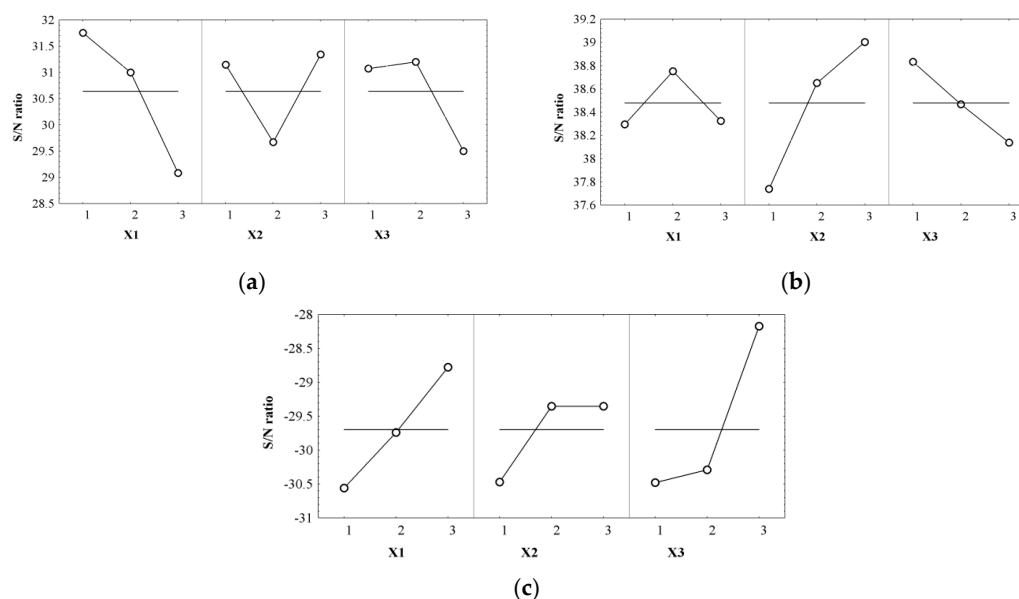 32
31.5
31
30.5
30
29.5
29
28.5
S/N ratio
1 2 3 1 2 3 1 2 3
X1 X2 X3
(a)
39.2
39
38.8
38.6
38.4
38.2
38
37.8
37.6
S/N ratio
1 2 3 1 2 3 1 2 3
X1 X2 X3
(b)
-28
-28.5
-29
-29.5
-30
-30.5
-31
S/N ratio
1 2 3 1 2 3 1 2 3
X1 X2 X3
(c)